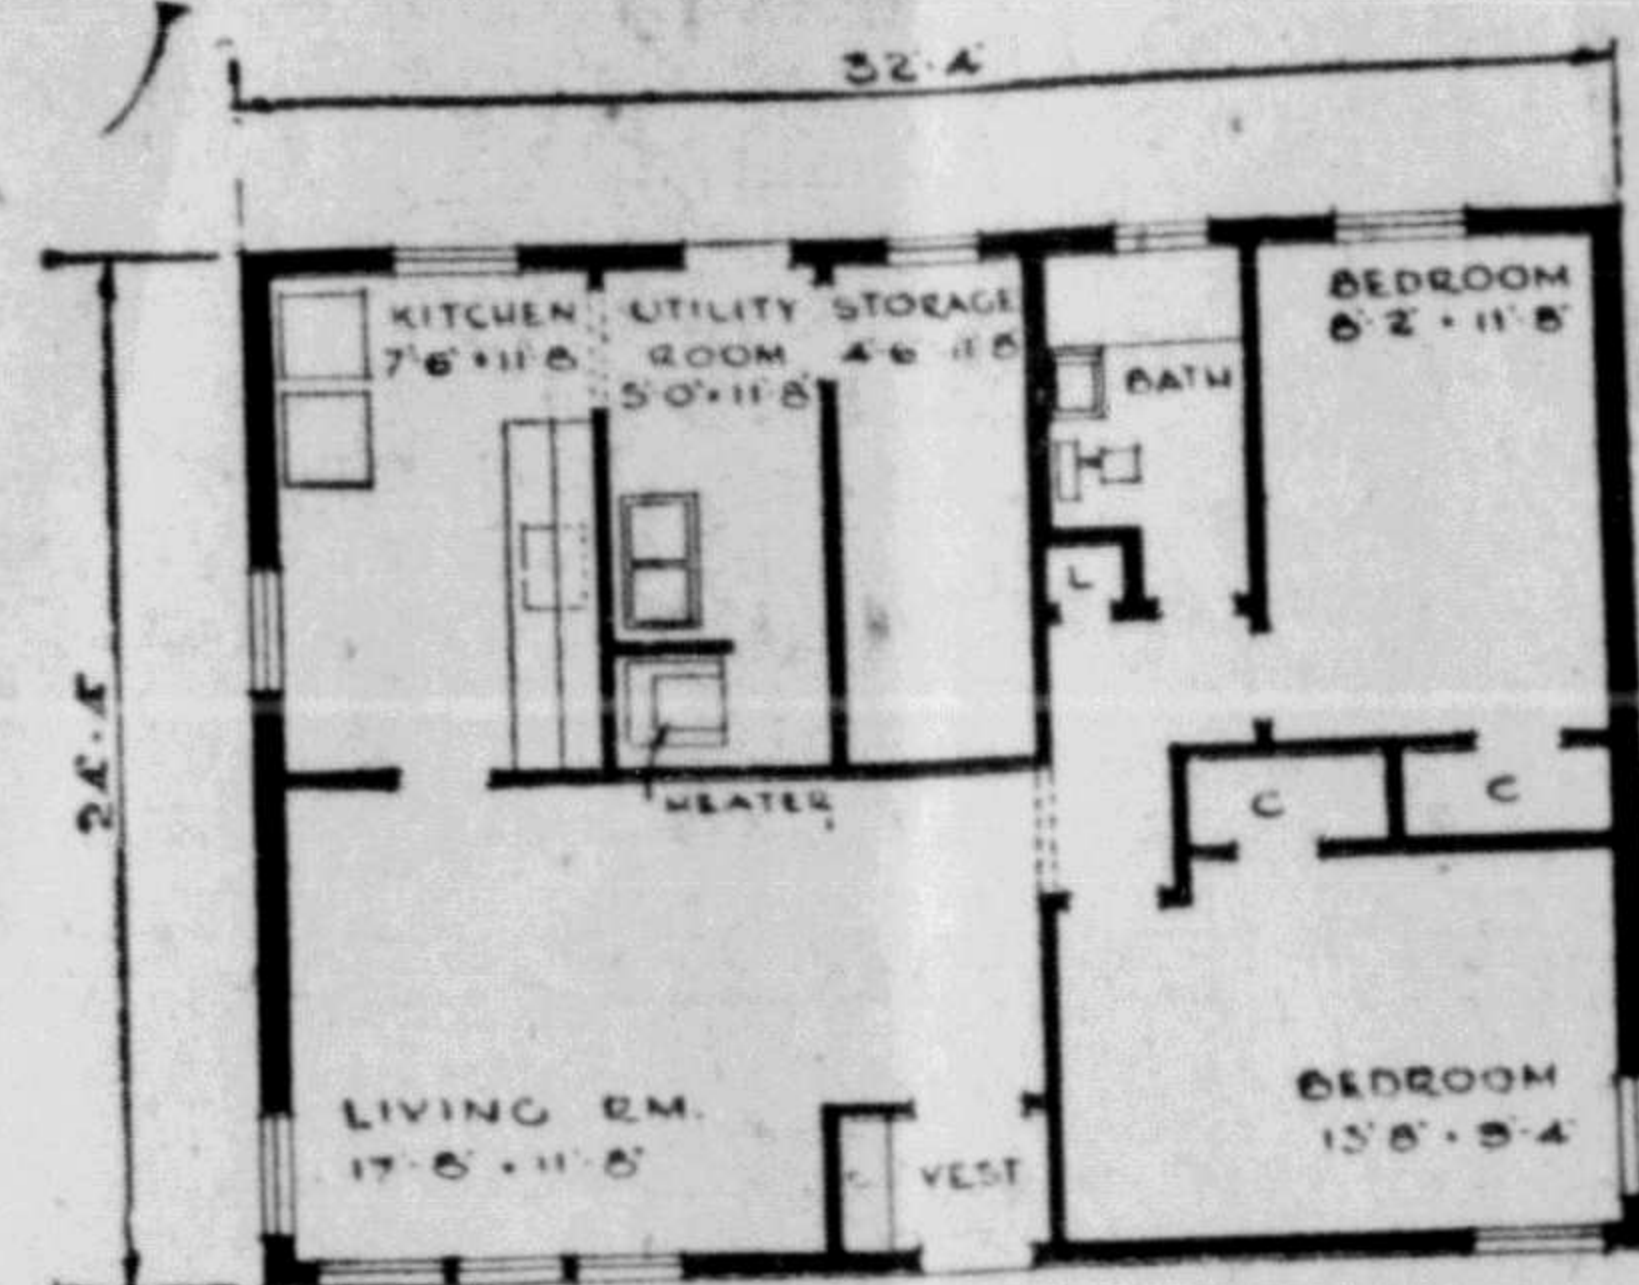 32'-4"
KITCHEN
7'6" × 11'8
UTILITY
ROOM
5'0" × 11'8"
STORAGE
4'6 11'8
BATH
BEDROOM
8'-2" × 11'-8"
L
24'-4"
HEATER
C
C
LIVING RM.
17'-8" × 11'-8"
C
VEST
BEDROOM
13'8" × 9'-4"